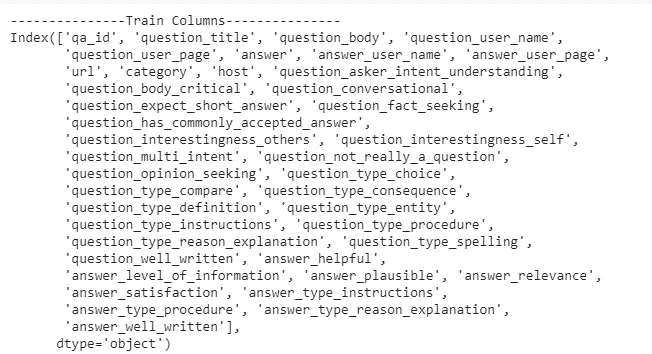 ---------------Train Columns---------------
Index(['qa_id', 'question_title', 'question_body', 'question_user_name',
'question_user_page', 'answer', 'answer_user_name', 'answer_user_page',
'url', 'category', 'host', 'question_asker_intent_understanding',
'question_body_critical', 'question_conversational',
'question_expect_short_answer', 'question_fact_seeking',
'question_has_commonly_accepted_answer',
'question_interestingness_others', 'question_interestingness_self',
'question_multi_intent', 'question_not_really_a_question',
'question_opinion_seeking', 'question_type_choice',
'question_type_compare', 'question_type_consequence',
'question_type_definition', 'question_type_entity',
'question_type_instructions', 'question_type_procedure',
'question_type_reason_explanation', 'question_type_spelling',
'question_well_written', 'answer_helpful',
'answer_level_of_information', 'answer_plausible', 'answer_relevance',
'answer_satisfaction', 'answer_type_instructions',
'answer_type_procedure', 'answer_type_reason_explanation',
'answer_well_written'],
dtype='object')